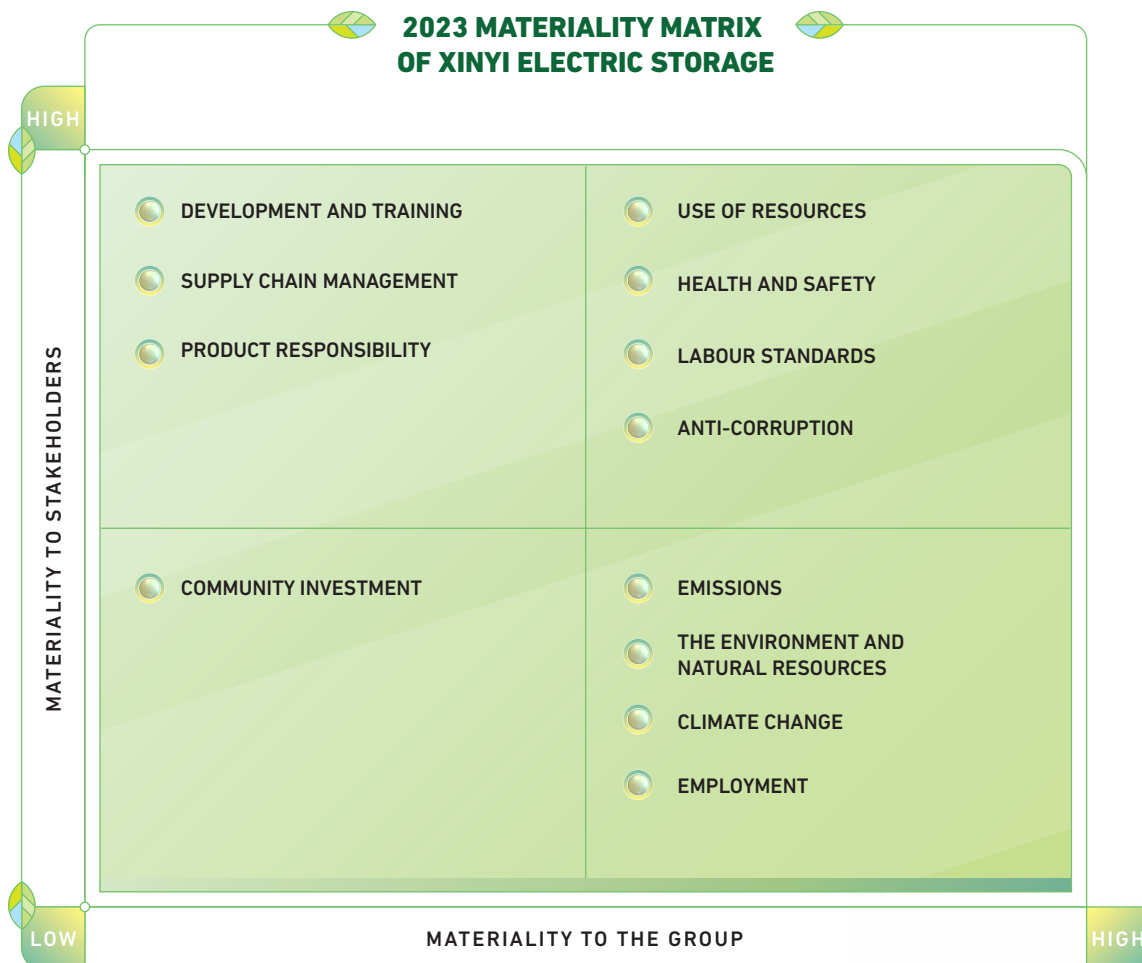 2023 MATERIALITY MATRIX
OF XINYI ELECTRIC STORAGE
HIGH
MATERIALITY TO STAKEHOLDERS
DEVELOPMENT AND TRAINING
SUPPLY CHAIN MANAGEMENT
PRODUCT RESPONSIBILITY
USE OF RESOURCES
HEALTH AND SAFETY
LABOUR STANDARDS
ANTI-CORRUPTION
COMMUNITY INVESTMENT
EMISSIONS
THE ENVIRONMENT AND
NATURAL RESOURCES
CLIMATE CHANGE
EMPLOYMENT
LOW
MATERIALITY TO THE GROUP
HIGH